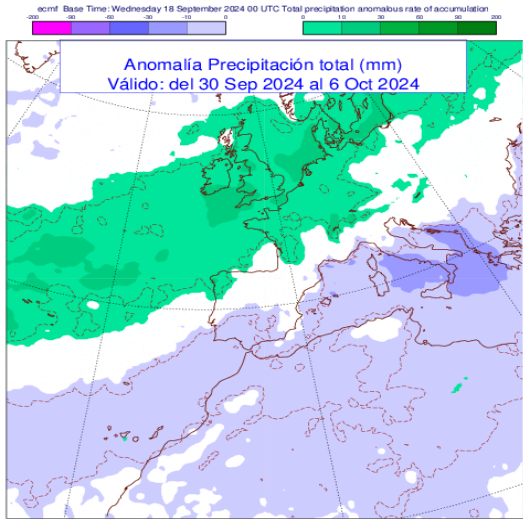 ecmf Base Time: Wednesday 18 September 2024 00 UTC Total precipitation anomalous rate of accumulation
-200 -90 -60 -30 -10 0 0 10 30 60 90 200
Anomalía Precipitación total (mm)
Válido: del 30 Sep 2024 al 6 Oct 2024